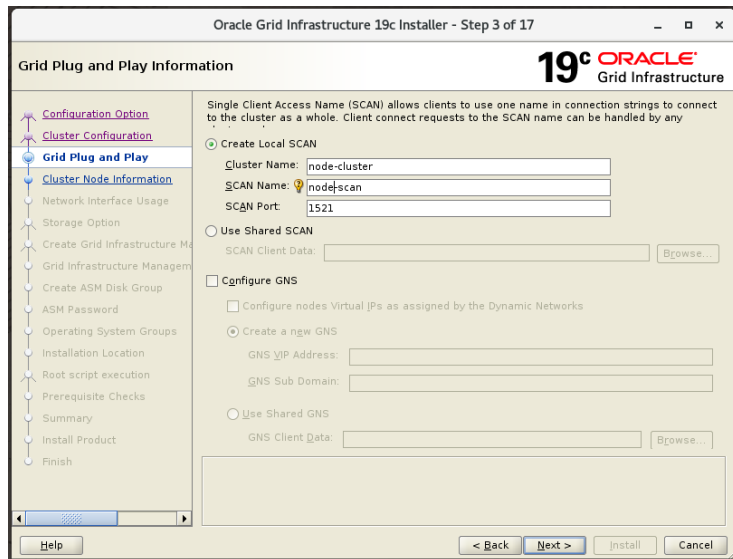 Oracle Grid Infrastructure 19c Installer - Step 3 of 17
Grid Plug and Play Information
19c ORACLE
Grid Infrastructure
Configuration Option
Cluster Configuration
Grid Plug and Play
Cluster Node Information
Network Interface Usage
Storage Option
Create Grid Infrastructure Ma
Grid Infrastructure Managem
Create ASM Disk Group
ASM Password
Operating System Groups
Installation Location
Root script execution
Prerequisite Checks
Summary
Install Product
Finish
Single Client Access Name (SCAN) allows clients to use one name in connection strings to connect
to the cluster as a whole. Client connect requests to the SCAN name can be handled by any
Create Local SCAN
Cluster Name: node-cluster
SCAN Name: node-scan
SCAN Port: 1521
Use Shared SCAN
SCAN Client Data: Browse...
Configure GNS
Configure nodes Virtual IPs as assigned by the Dynamic Networks
Create a new GNS
GNS VIP Address:
GNS Sub Domain:
Use Shared GNS
GNS Client Data: Browse...
Help < Back Next > Install Cancel